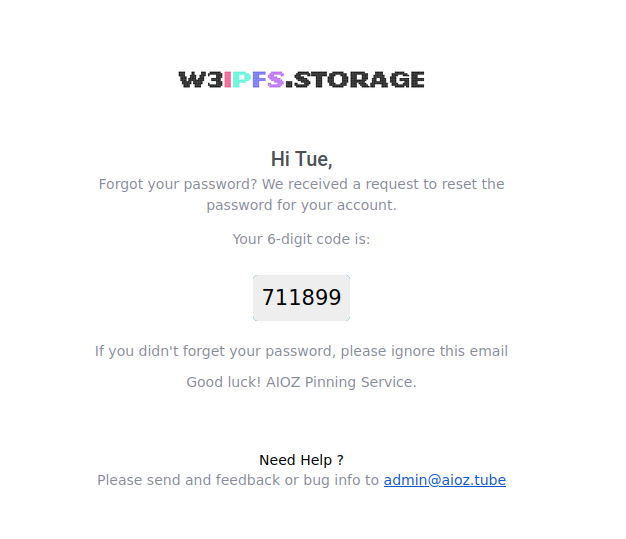 W3IPFS.STORAGE
Hi Tue,
Forgot your password? We received a request to reset the
password for your account.
Your 6-digit code is:
711899
If you didn't forget your password, please ignore this email
Good luck! AIOZ Pinning Service.
Need Help ?
Please send and feedback or bug info to admin@aioz.tube